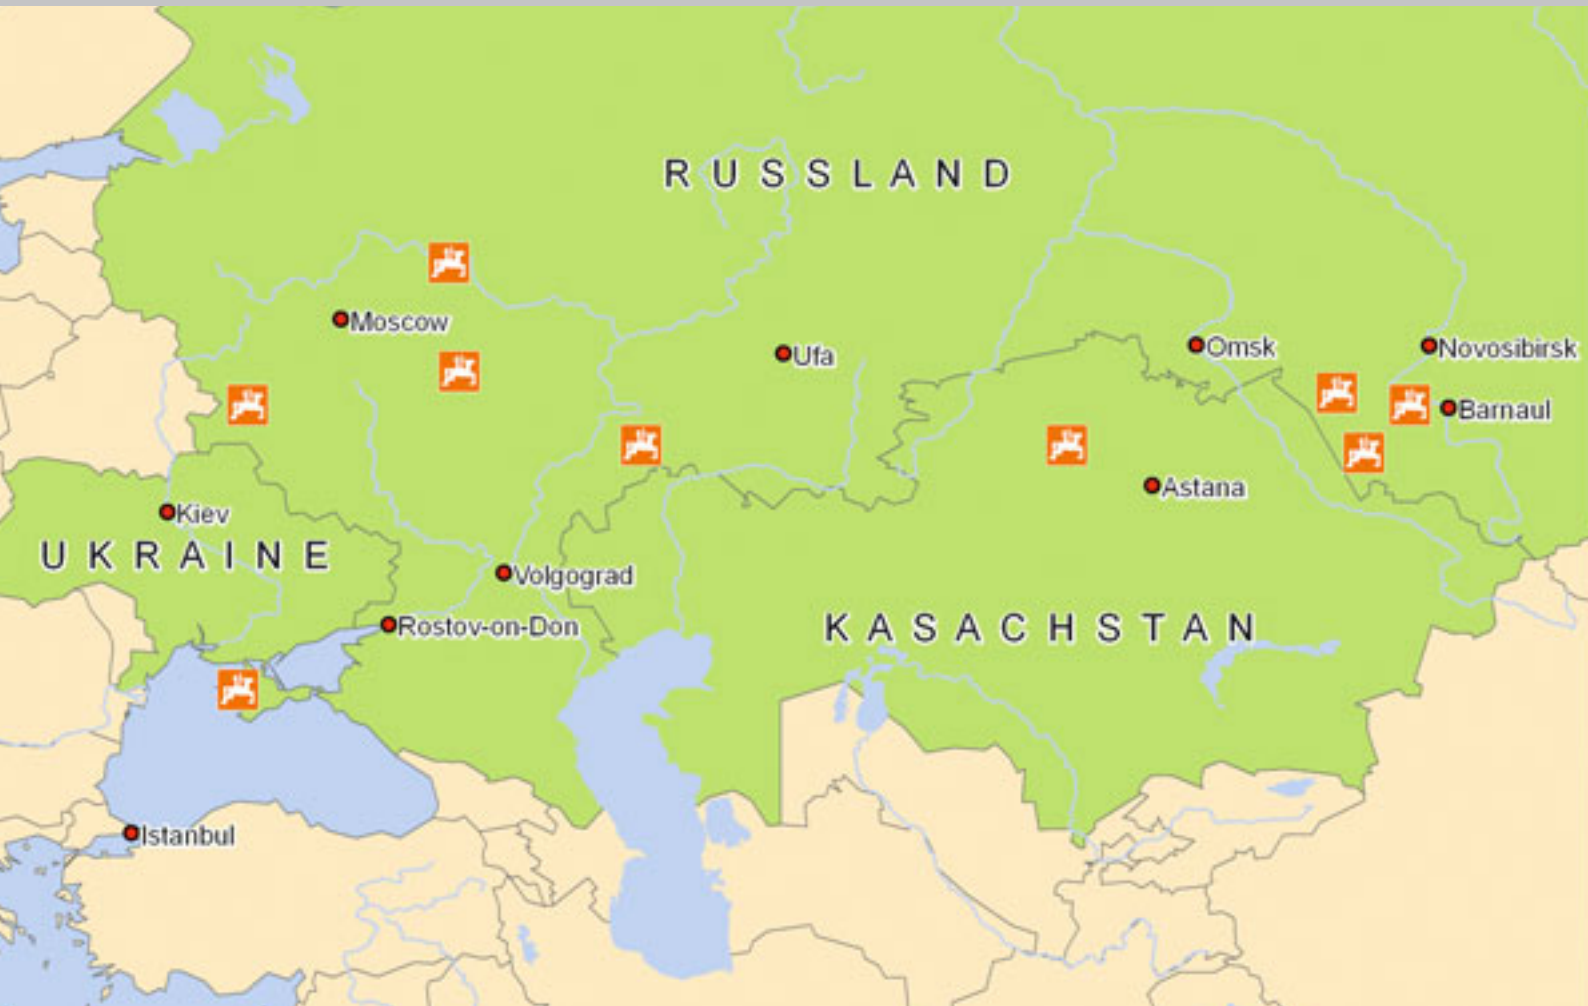 RUSSLAND
Moscow
Omsk
Novosibirsk
Ufa
Barnaul
Astana
Kiev
UKRAINE
Volgograd
Rostov-on-Don
KASACHSTAN
Istanbul